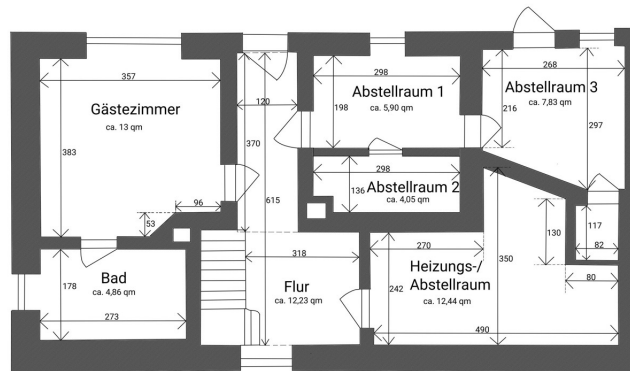 357
Gästezimmer
ca. 13 qm
383
96
53
120
370
615
298
Abstellraum 1
ca. 5,90 qm
198
298
136
Abstellraum 2
ca. 4,05 qm
268
Abstellraum 3
ca. 7,83 qm
216
297
117
82
130
80
Bad
ca. 4,86 qm
178
273
318
Flur
ca. 12,23 qm
270
Heizungs-/
Abstellraum
ca. 12,44 qm
242
350
490